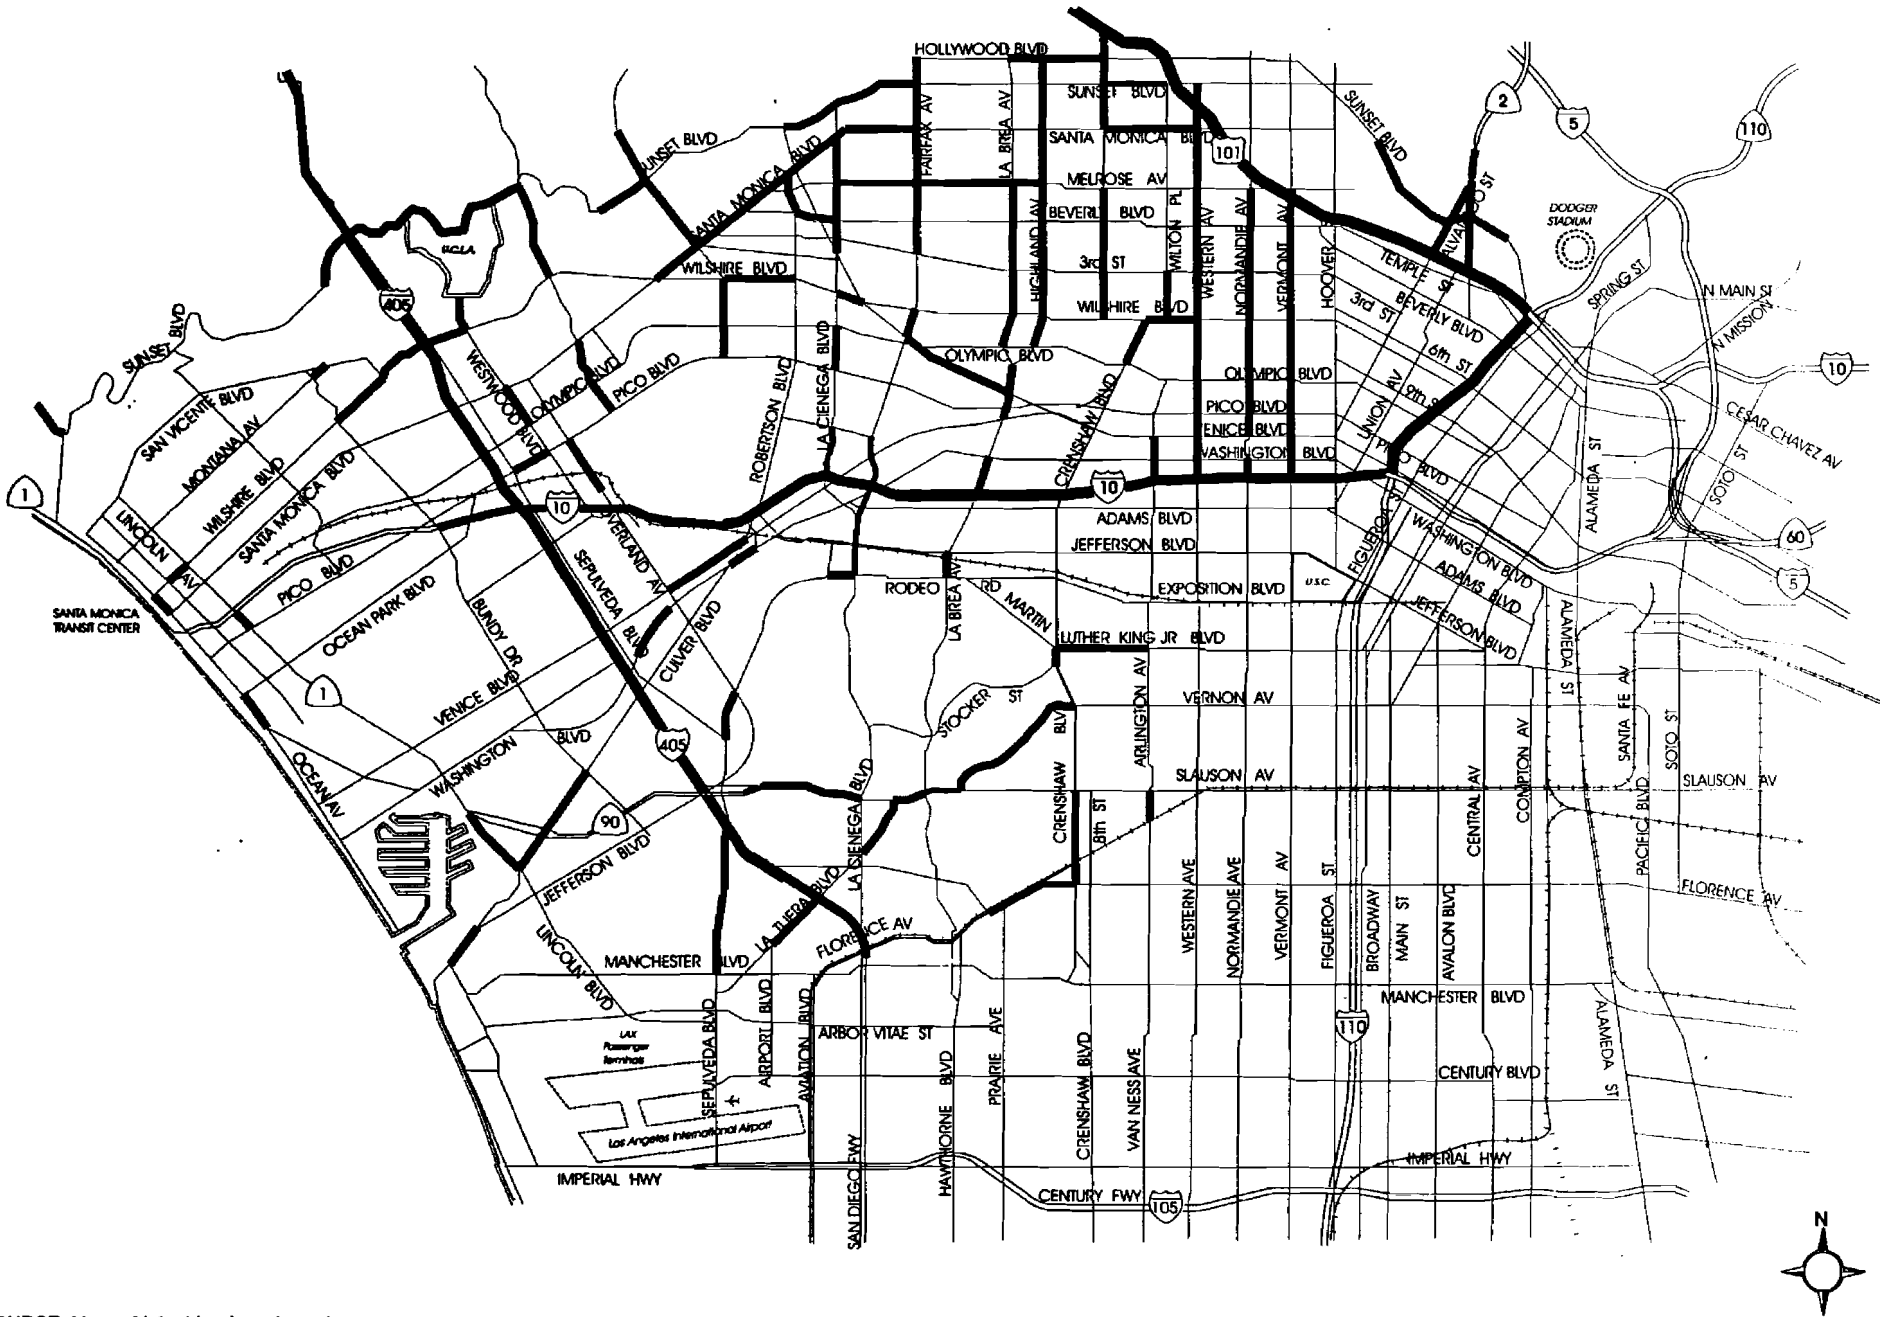 HOLLYWOOD BLVD
SUNSET BLVD
SUNSET BLVD
SUNSET BLVD
SUNSET BLVD
2
5
110
101
FAIRFAX AV
LA BREA AV
SANTA MONICA BLVD
SANTA MONICA BLVD
MELROSE AV
BEVERLY BLVD
HIGHLAND AV
WILTON PL
WESTERN AV
NORMANDIE AV
VERMONT AV
HOOVER
ALVARADO ST
DODGER
STADIUM
U.C.L.A.
WILSHIRE BLVD
3rd ST
TEMPLE ST
SPRING ST
N MAIN ST
N MISSION
405
WILSHIRE BLVD
3rd ST
BEVERLY BLVD
6th ST
9th ST
UNION AV
10
WESTWOOD BLVD
OLYMPIC BLVD
PICO BLVD
ROBERTSON BLVD
LA CIENEGA BLVD
OLYMPIC BLVD
CRENSHAW BLVD
OLYMPIC BLVD
PICO BLVD
VENICE BLVD
WASHINGTON BLVD
PICO BLVD
CESAR CHAVEZ AV
SOTO ST
ALAMEDA ST
SAN VICENTE BLVD
MONTANA AV
WILSHIRE BLVD
SANTA MONICA BLVD
1
LINCOLN AV
10
10
OVERLAND AV
ADAMS BLVD
JEFFERSON BLVD
FIGUEROA ST
WASHINGTON BLVD
ADAMS BLVD
JEFFERSON BLVD
60
5
SANTA MONICA
TRANSIT CENTER
PICO BLVD
OCEAN PARK BLVD
BUNDY DR
SEPULVEDA BLVD
CULVER BLVD
RODEO RD
LA BREA AV
MARTIN
LUTHER KING JR BLVD
EXPOSITION BLVD
U.S.C.
1
VENICE BLVD
WASHINGTON BLVD
OCEAN AV
405
STOCKER ST
ARLINGTON AV
VERNON AV
ALAMEDA ST
SANTA FE AV
SOTO ST
90
JEFFERSON BLVD
LA CIENEGA BLVD
CRENSHAW BLV
8th ST
SLAUSON AV
CENTRAL AV
COMPTON AV
PACIFIC BLVD
SLAUSON AV
LINCOLN BLVD
LA TIJERA BLVD
FLORENCE AV
WESTERN AVE
NORMANDIE AVE
VERMONT AV
FIGUEROA ST
BROADWAY
MAIN ST
AVALON BLVD
FLORENCE AV
MANCHESTER BLVD
MANCHESTER BLVD
110
ALAMEDA ST
LAX
Passenger
Terminals
SEPULVEDA BLVD
AIRPORT BLVD
AVIATION BLVD
ARBOR VITAE ST
HAWTHORNE BLVD
PRAIRIE AVE
CRENSHAW BLVD
VAN NESS AVE
CENTURY BLVD
Los Angeles International Airport
IMPERIAL HWY
SAN DIEGO FWY
CENTURY FWY
105
IMPERIAL HWY
N